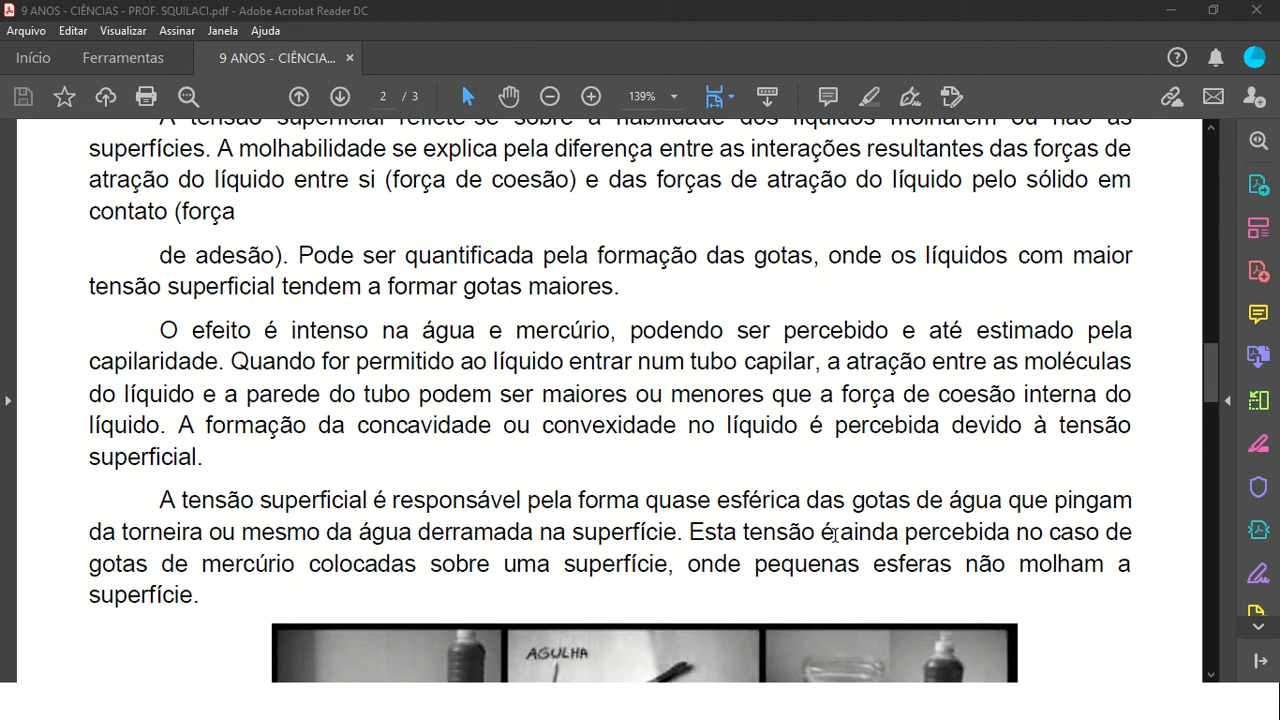 9 ANOS - CIÊNCIAS - PROF. SQUILACI.pdf - Adobe Acrobat Reader DC
Arquivo Editar Visualizar Assinar Janela Ajuda
Início Ferramentas 9 ANOS - CIÊNCIA... ×
2 / 3 139%
A tensão superficial reflete-se sobre a habilidade dos líquidos molharem ou não as
superfícies. A molhabilidade se explica pela diferença entre as interações resultantes das forças de
atração do líquido entre si (força de coesão) e das forças de atração do líquido pelo sólido em
contato (força
de adesão). Pode ser quantificada pela formação das gotas, onde os líquidos com maior
tensão superficial tendem a formar gotas maiores.
O efeito é intenso na água e mercúrio, podendo ser percebido e até estimado pela
capilaridade. Quando for permitido ao líquido entrar num tubo capilar, a atração entre as moléculas
do líquido e a parede do tubo podem ser maiores ou menores que a força de coesão interna do
líquido. A formação da concavidade ou convexidade no líquido é percebida devido à tensão
superficial.
A tensão superficial é responsável pela forma quase esférica das gotas de água que pingam
da torneira ou mesmo da água derramada na superfície. Esta tensão é ainda percebida no caso de
gotas de mercúrio colocadas sobre uma superfície, onde pequenas esferas não molham a
superfície.
AGULHA